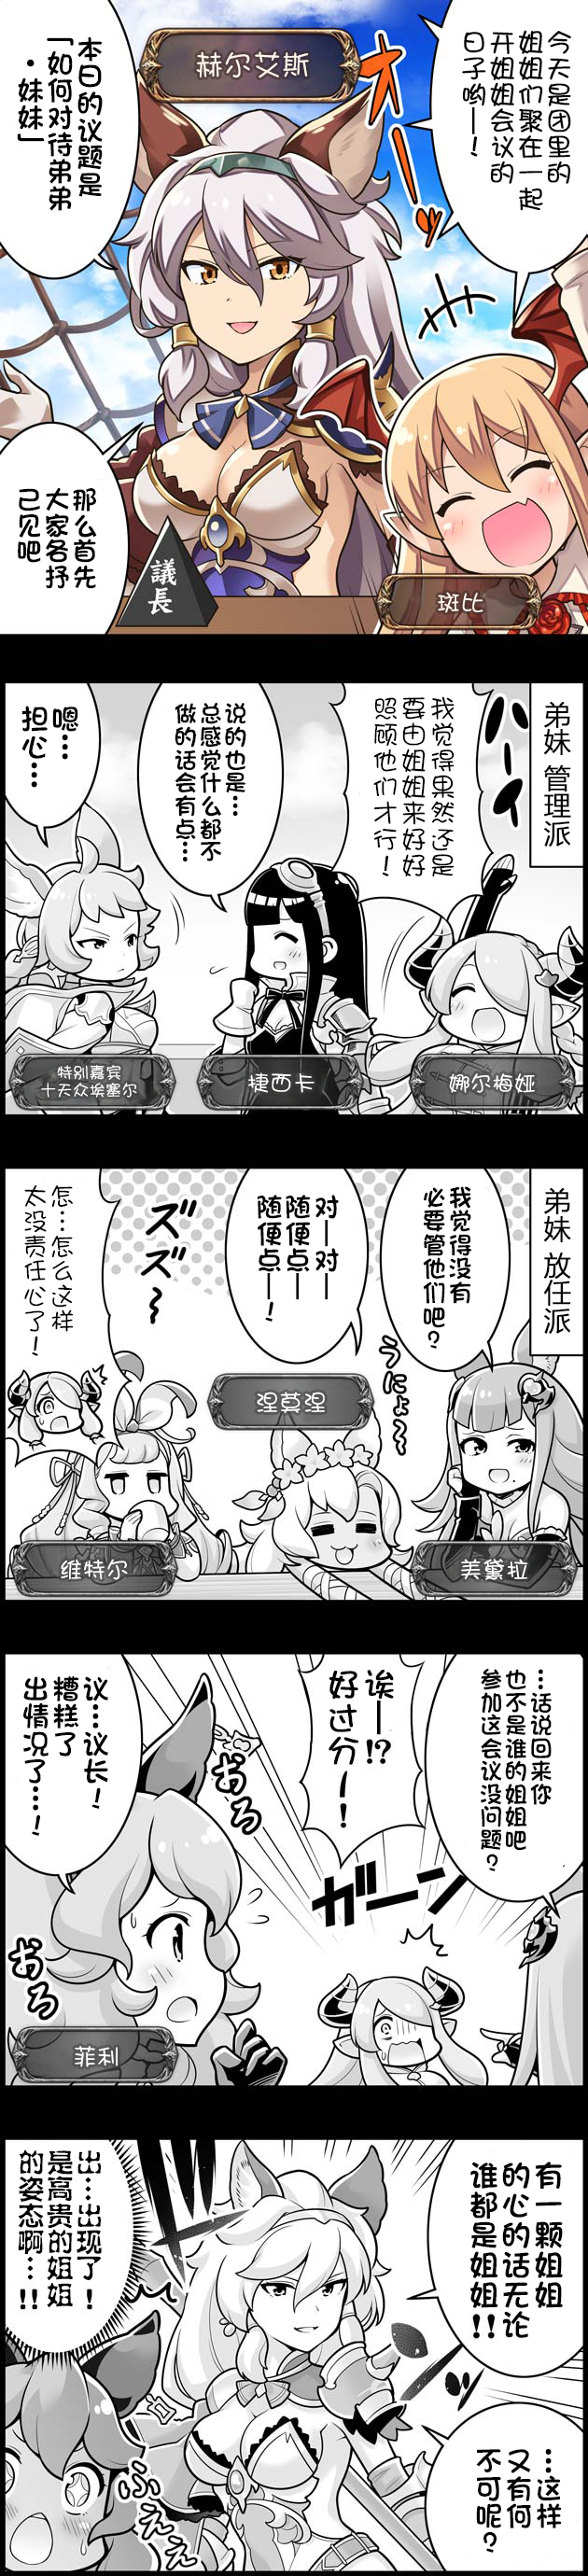 今天是团里的
姐姐们聚在一起
开姐姐会议的
日子哟—！
オーーッ
赫尔艾斯
本日的议题是
「如何对待弟弟
・妹妹」
那么首先
大家各抒
己见吧
議長
斑比
弟妹 管理派
ハーイ
我觉得果然还是
要由姐姐来好好
照顾他们才行！
说的也是…
总感觉什么都不
做的话会有点…
嗯…
担心…
娜尔梅娅
捷西卡
特别嘉宾
十天众埃塞尔
弟妹 放任派
我觉得没有
必要管他们吧？
对—对—
随便点—
随便点—！
ズズ～
怎…怎么这样
太没责任心了！
うにょ～～
涅莫涅
美黛拉
维特尔
…话说回来你
也不是谁的姐姐吧
参加这会议没问题？
诶—!?
好过分—！
ガーン
议…议长！
糟糕了
出情况了…！
おろ
おろ
菲利
有一颗姐姐
的心的话无论
谁都是姐姐!!
…这样
又有何
不可呢？
出…出现了！
是高贵的姐姐
的姿态啊…!!
ふぇぇ